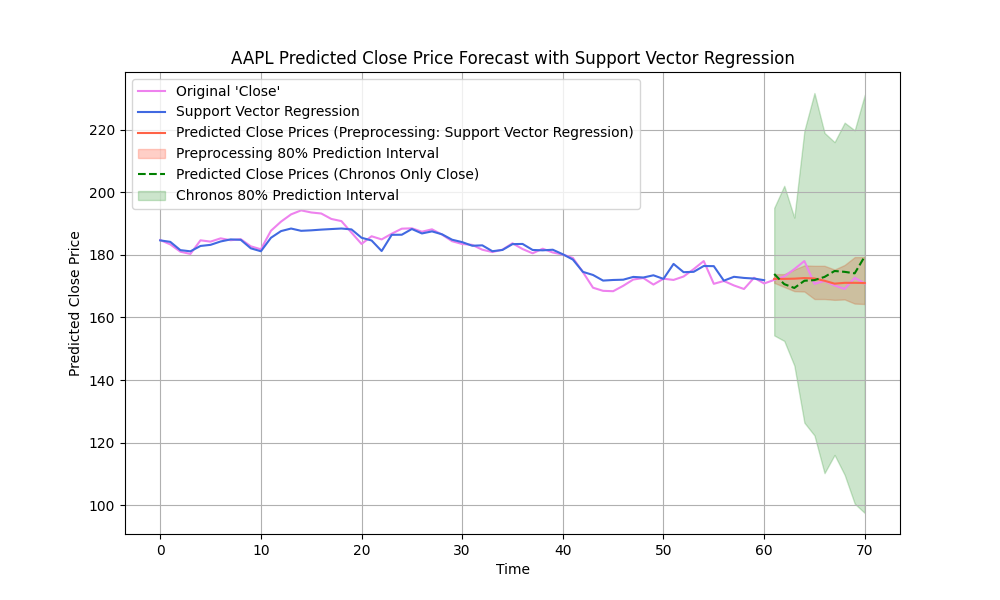 AAPL Predicted Close Price Forecast with Support Vector Regression
Original 'Close'
Support Vector Regression
Predicted Close Prices (Preprocessing: Support Vector Regression)
Preprocessing 80% Prediction Interval
Predicted Close Prices (Chronos Only Close)
Chronos 80% Prediction Interval
Predicted Close Price
220
200
180
160
140
120
100
0 10 20 30 40 50 60 70
Time